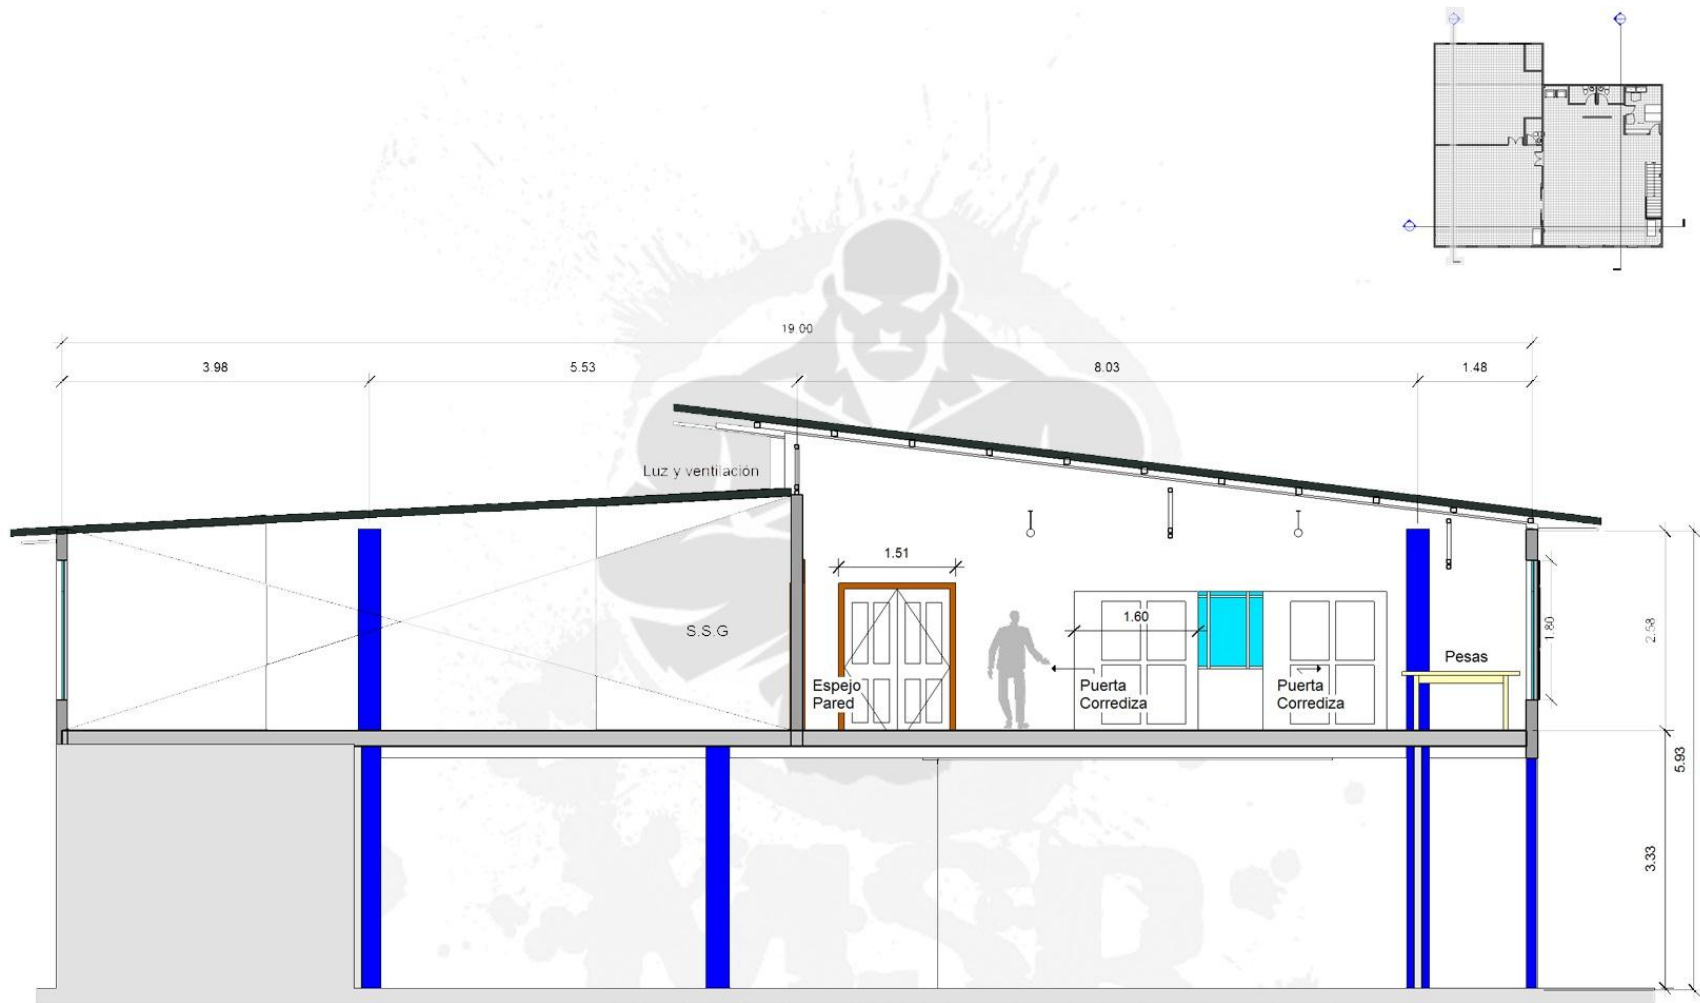 19.00
3.98
5.53
8.03
1.48
Luz y ventilación
1.51
S.S.G
1.60
1.80
2.58
Pesas
Espejo
Pared
Puerta
Corrediza
Puerta
Corrediza
5.93
3.33
MSR